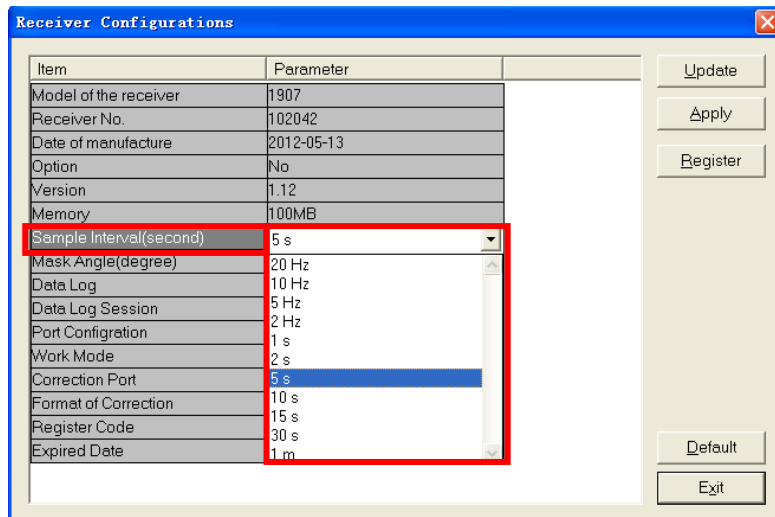 Receiver Configurations
Item Parameter
Model of the receiver 1907
Receiver No. 102042
Date of manufacture 2012-05-13
Option No
Version 1.12
Memory 100MB
Sample Interval(second) 5 s
Mask Angle(degree) 20 Hz
Data Log 10 Hz
Data Log Session 5 Hz
2 Hz
Port Configration 1 s
Work Mode 2 s
Correction Port 5 s
Format of Correction 10 s
Register Code 15 s
30 s
Expired Date 1 m
Update
Apply
Register
Default
Exit